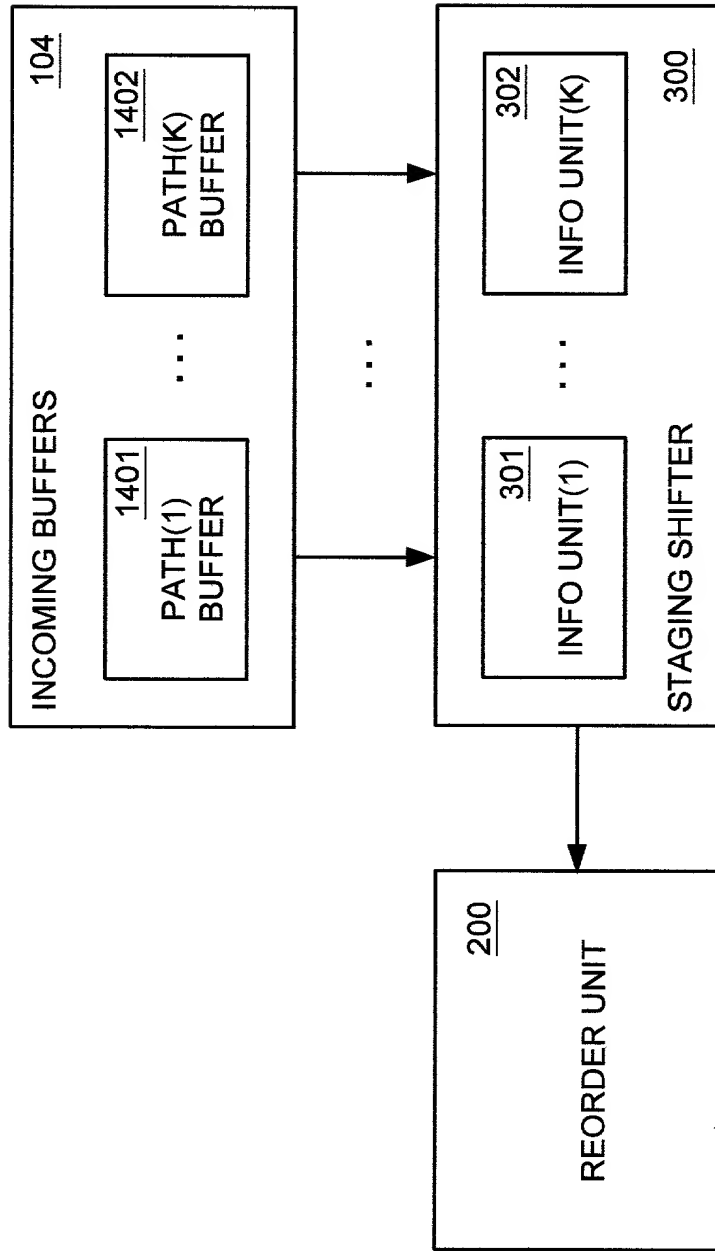 INCOMING BUFFERS
104
1401
PATH(1)
BUFFER
...
1402
PATH(K)
BUFFER
...
301
INFO UNIT(1)
...
302
INFO UNIT(K)
STAGING SHIFTER
300
200
REORDER UNIT